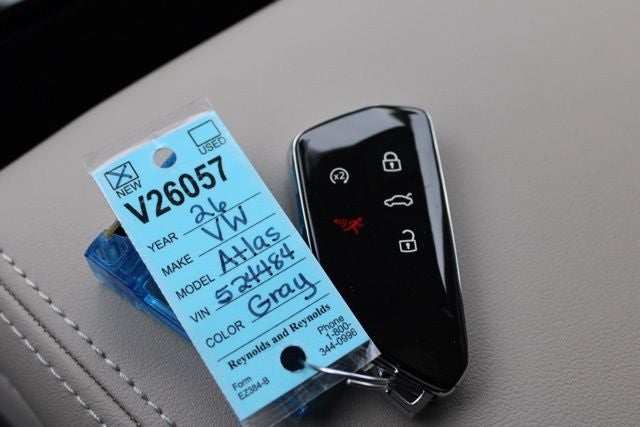 NEW
USED
V26057
YEAR 26
MAKE VW
MODEL Atlas
VIN 524484
COLOR Gray
Reynolds and Reynolds
Form
EZ384-B
Phone
1-800-
344-0996
x2